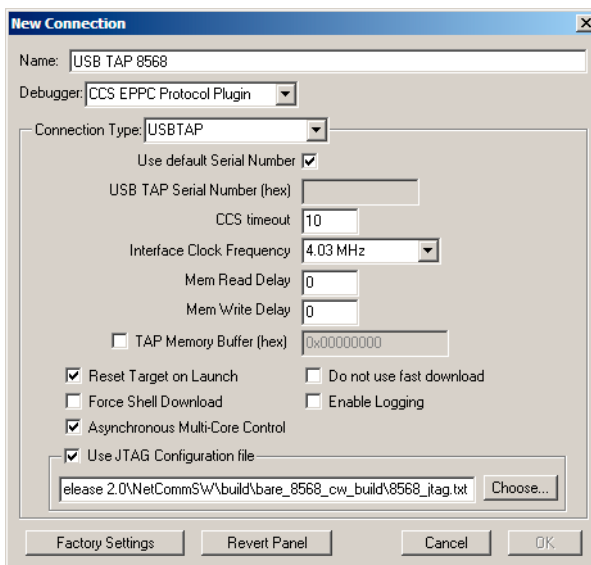 New Connection
Name: USB TAP 8568
Debugger: CCS EPPC Protocol Plugin
Connection Type: USBTAP
Use default Serial Number
USB TAP Serial Number (hex)
CCS timeout 10
Interface Clock Frequency 4.03 MHz
Mem Read Delay 0
Mem Write Delay 0
TAP Memory Buffer (hex) 0x00000000
Reset Target on Launch Do not use fast download
Force Shell Download Enable Logging
Asynchronous Multi-Core Control
Use JTAG Configuration file
elease 2.0\NetCommSW\build\bare_8568_cw_build\8568_jtag.txt Choose...
Factory Settings Revert Panel Cancel OK